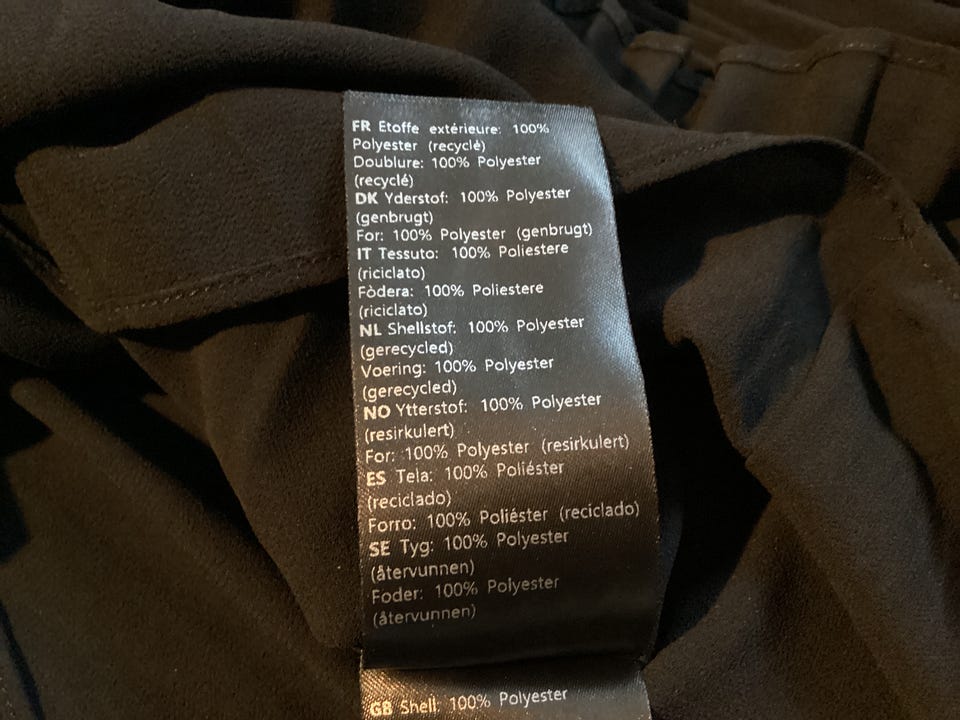 FR Etoffe extérieure: 100%
Polyester (recyclé)
Doublure: 100% Polyester
(recyclé)
DK Yderstof: 100% Polyester
(genbrugt)
For: 100% Polyester (genbrugt)
IT Tessuto: 100% Poliestere
(riciclato)
Fòdera: 100% Poliestere
(riciclato)
NL Shellstof: 100% Polyester
(gerecycled)
Voering: 100% Polyester
(gerecycled)
NO Ytterstof: 100% Polyester
(resirkulert)
For: 100% Polyester (resirkulert)
ES Tela: 100% Poliéster
(reciclado)
Forro: 100% Poliéster (reciclado)
SE Tyg: 100% Polyester
(återvunnen)
Foder: 100% Polyester
(återvunnen)
GB Shell: 100% Polyester